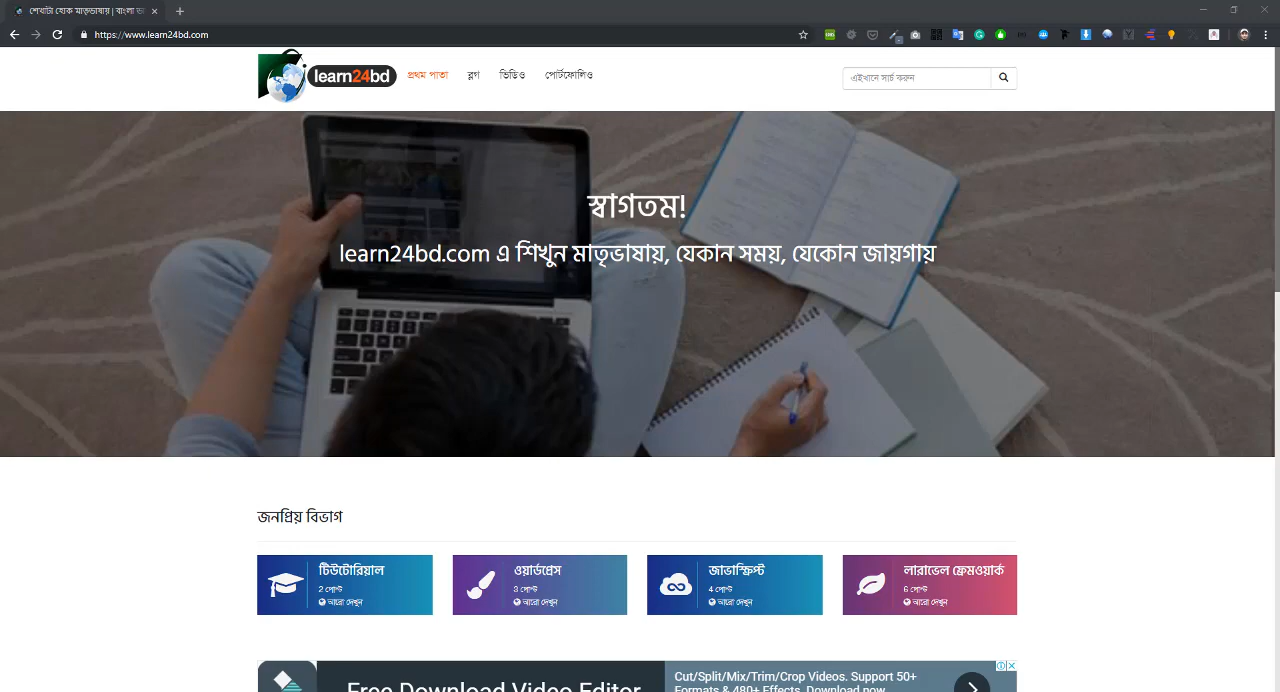 শেখাটা হোক মাতৃভাষায় | বাংলা
https://www.learn24bd.com
learn24bd
প্রথম পাতা
ব্লগ
ভিডিও
পোর্টফোলিও
এইখানে সার্চ করুন
স্বাগতম!
learn24bd.com এ শিখুন মাতৃভাষায়, যেকোন সময়, যেকোন জায়গায়
জনপ্রিয় বিভাগ
টিউটোরিয়াল
2 পোস্ট
আরো দেখুন
ওয়ার্ডপ্রেস
3 পোস্ট
আরো দেখুন
জাভাস্ক্রিপ্ট
4 পোস্ট
আরো দেখুন
লারাভেল ফ্রেমওয়ার্ক
6 পোস্ট
আরো দেখুন
Free Download Video Editor
Cut/Split/Mix/Trim/Crop Videos. Support 50+
Formats & 480+ Effects. Download now